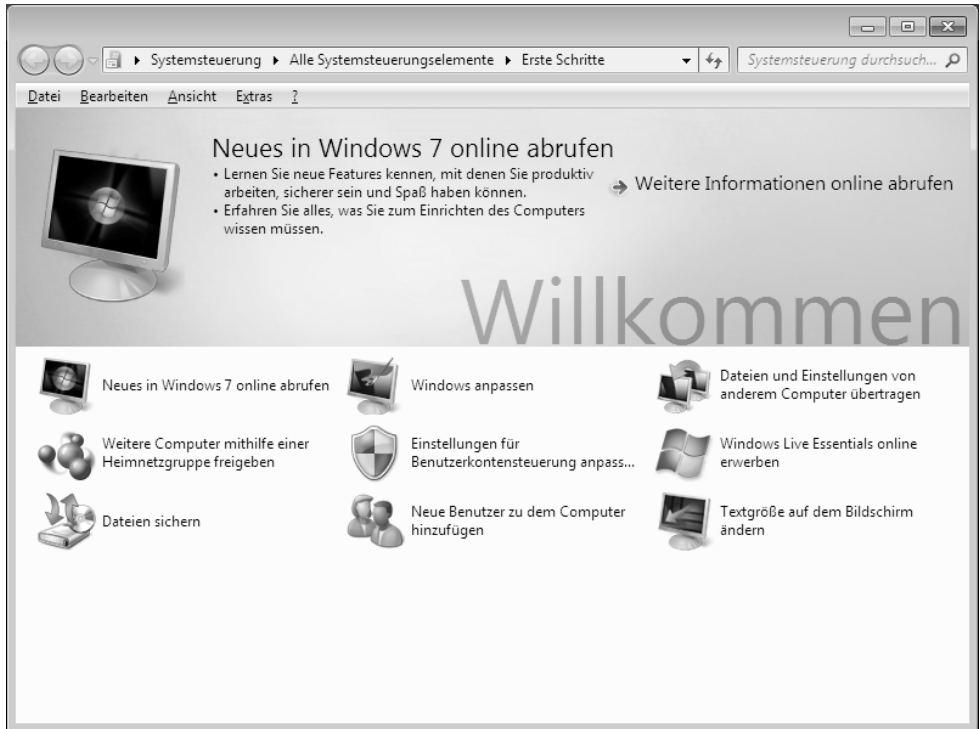 Systemsteuerung Alle Systemsteuerungselemente Erste Schritte
Systemsteuerung durchsuch...
Datei Bearbeiten Ansicht Extras ?
Neues in Windows 7 online abrufen
• Lernen Sie neue Features kennen, mit denen Sie produktiv
arbeiten, sicherer sein und Spaß haben können.
• Erfahren Sie alles, was Sie zum Einrichten des Computers
wissen müssen.
Weitere Informationen online abrufen
Willkommen
Neues in Windows 7 online abrufen
Windows anpassen
Dateien und Einstellungen von
anderem Computer übertragen
Weitere Computer mithilfe einer
Heimnetzgruppe freigeben
Einstellungen für
Benutzerkontensteuerung anpass...
Windows Live Essentials online
erwerben
Dateien sichern
Neue Benutzer zu dem Computer
hinzufügen
Textgröße auf dem Bildschirm
ändern